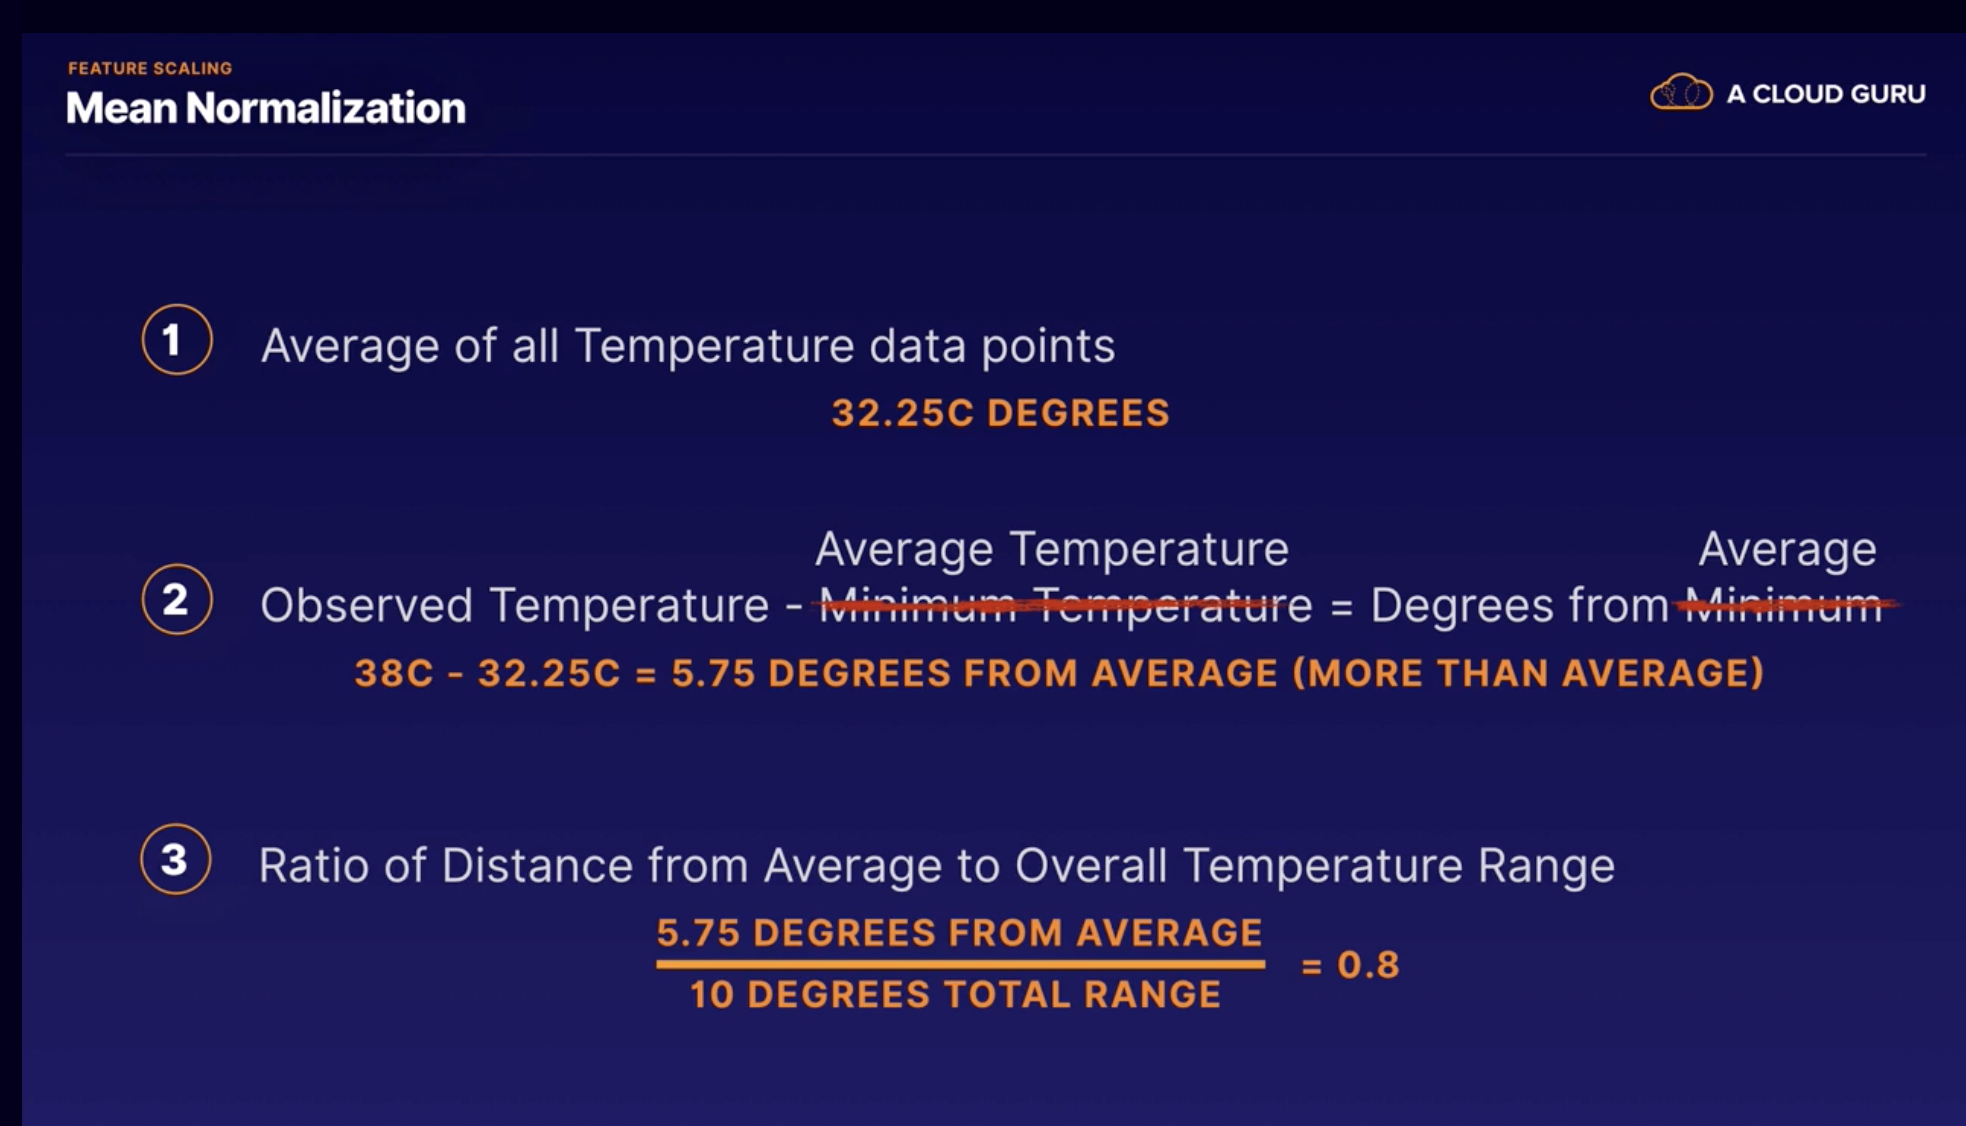 FEATURE SCALING
Mean Normalization
A CLOUD GURU
1 Average of all Temperature data points
32.25C DEGREES
Average Temperature Average
2 Observed Temperature - Minimum Temperature = Degrees from Minimum
38C - 32.25C = 5.75 DEGREES FROM AVERAGE (MORE THAN AVERAGE)
3 Ratio of Distance from Average to Overall Temperature Range
5.75 DEGREES FROM AVERAGE
= 0.8
10 DEGREES TOTAL RANGE